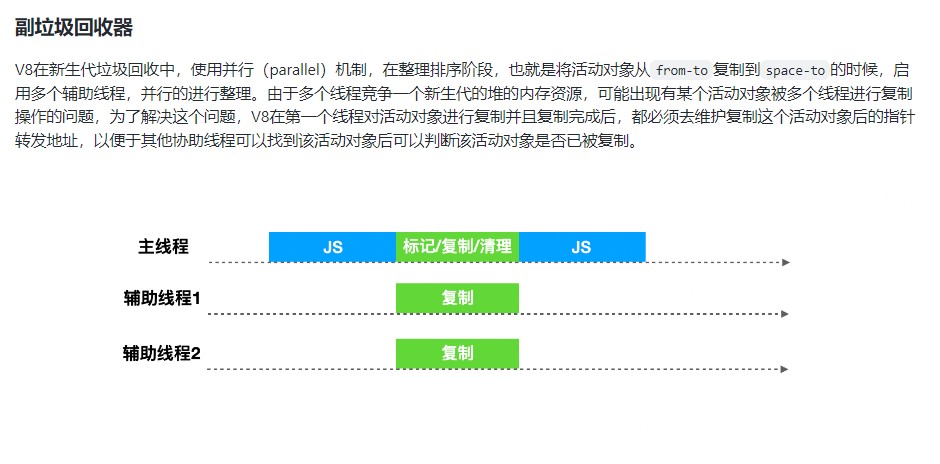 副垃圾回收器
V8在新生代垃圾回收中，使用并行（parallel）机制，在整理排序阶段，也就是将活动对象从 from-to 复制到 space-to 的时候，启
用多个辅助线程，并行的进行整理。由于多个线程竞争一个新生代的堆的内存资源，可能出现有某个活动对象被多个线程进行复制
操作的问题，为了解决这个问题，V8在第一个线程对活动对象进行复制并且复制完成后，都必须去维护复制这个活动对象后的指针
转发地址，以便于其他协助线程可以找到该活动对象后可以判断该活动对象是否已被复制。
主线程 JS 标记/复制/清理 JS
辅助线程1 复制
辅助线程2 复制